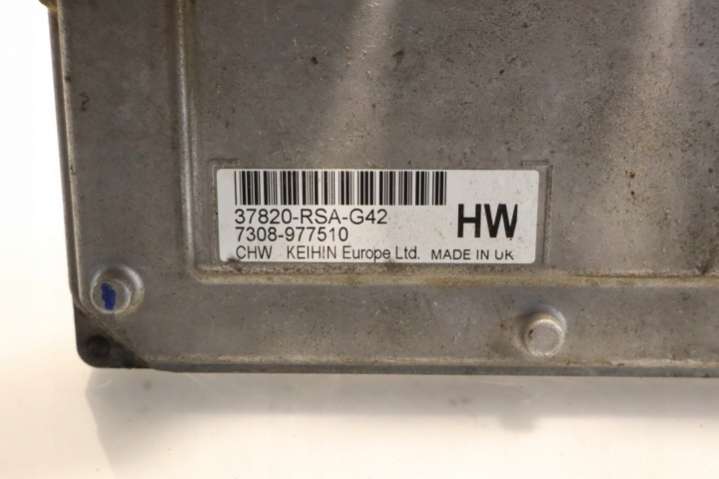 37820-RSA-G42
7308-977510
HW
CHW KEIHIN Europe Ltd. MADE IN UK